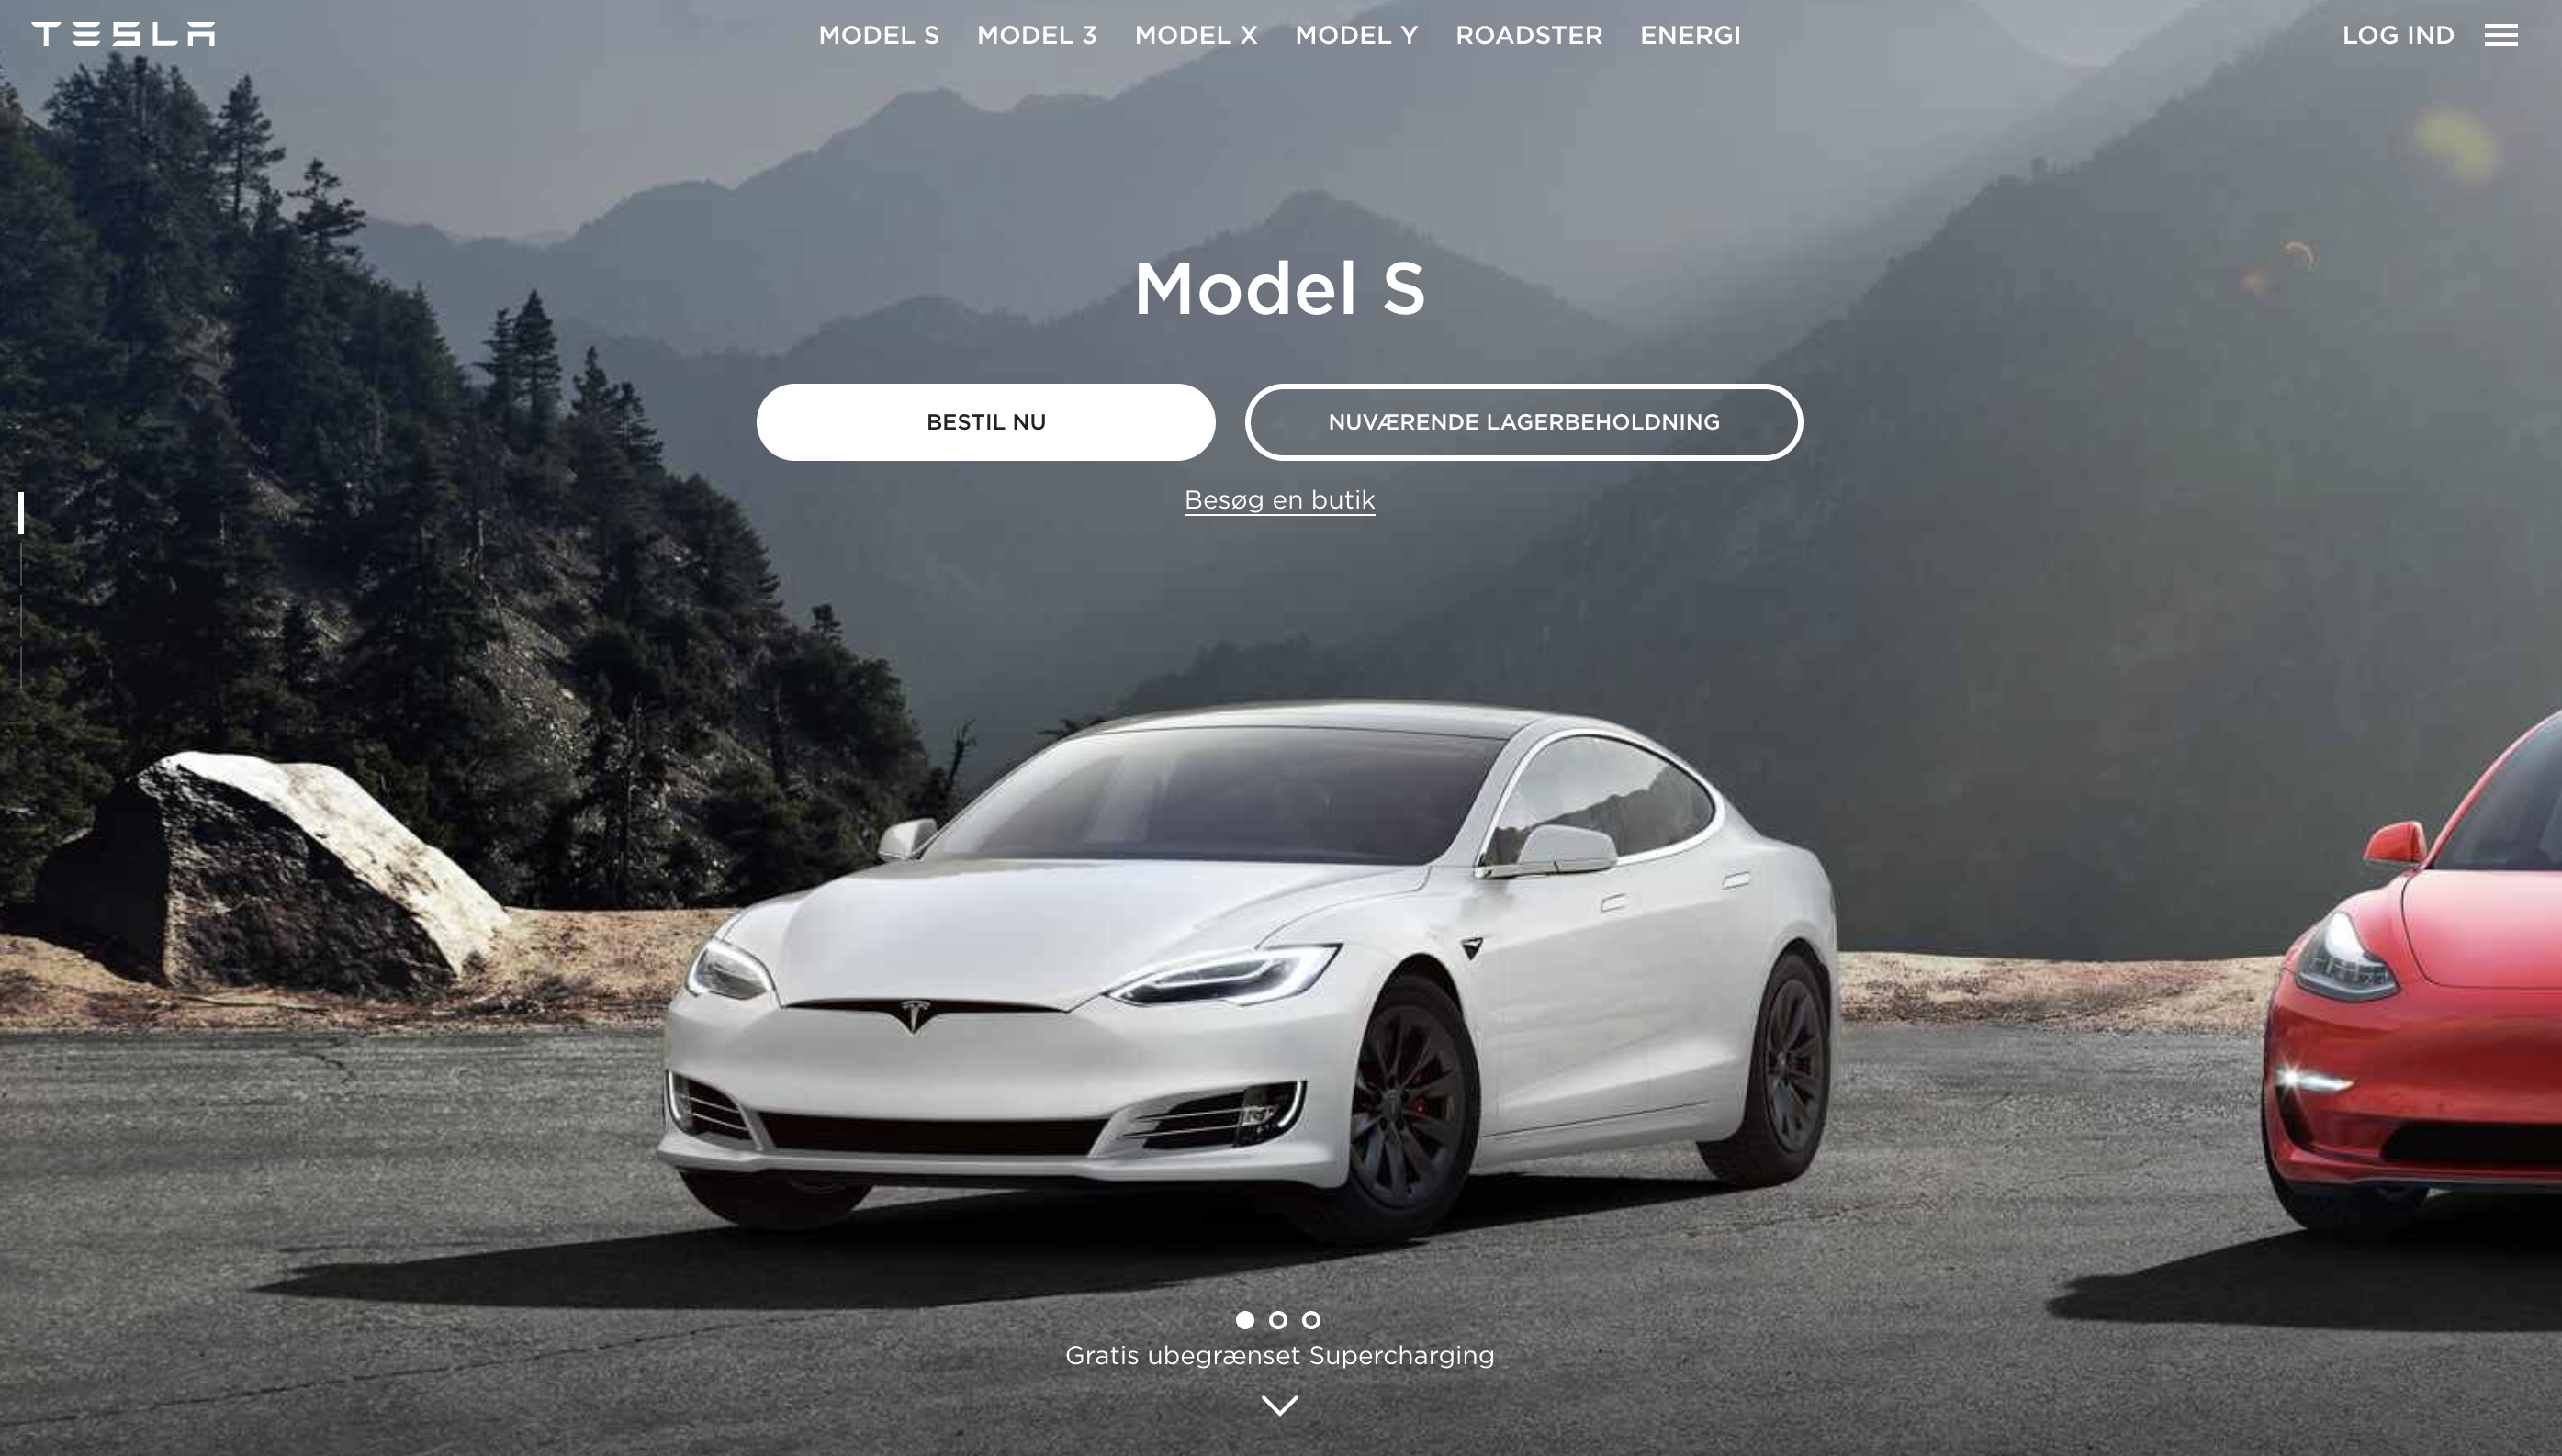 TESLA
MODEL S MODEL 3 MODEL X MODEL Y ROADSTER ENERGI
LOG IND
Model S
BESTIL NU
NUVÆRENDE LAGERBEHOLDNING
Besøg en butik
Gratis ubegrænset Supercharging